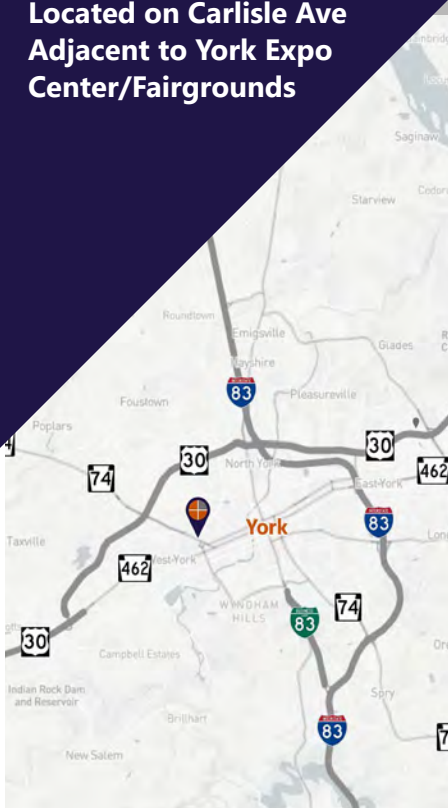 Located on Carlisle Ave
Adjacent to York Expo
Center/Fairgrounds
Saginaw
Starview
Roundtown
Emigsville
Glades
Hayshire
83
Pleasureville
Foustown
Poplars
30
30
74
North York
462
East-York
83
York
Taxville
West-York
462
WYNDHAM
HILLS
74
83
30
Campbell Estates
Indian Rock Dam
and Reservoir
Spry
Brillhart
83
New Salem